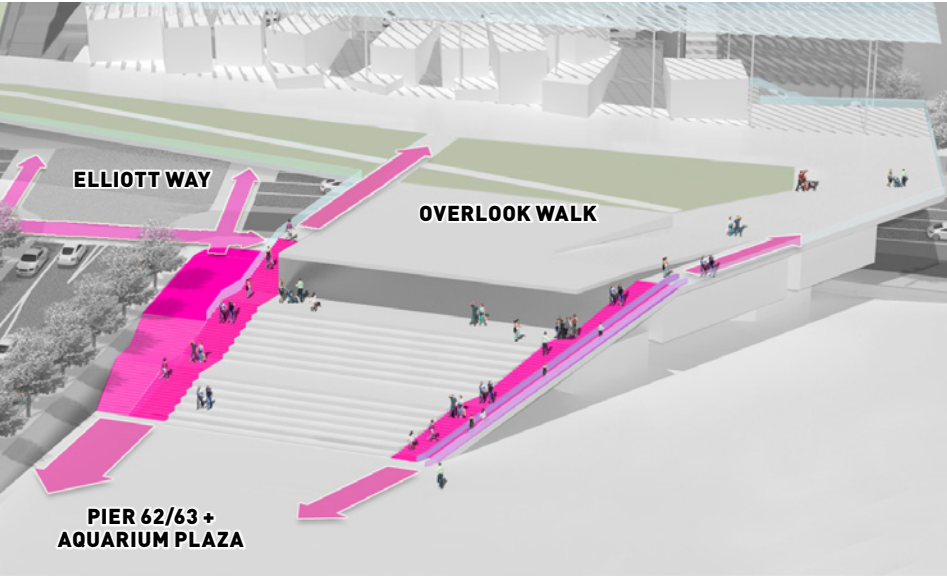 ELLIOTT WAY
OVERLOOK WALK
PIER 62/63 +
AQUARIUM PLAZA